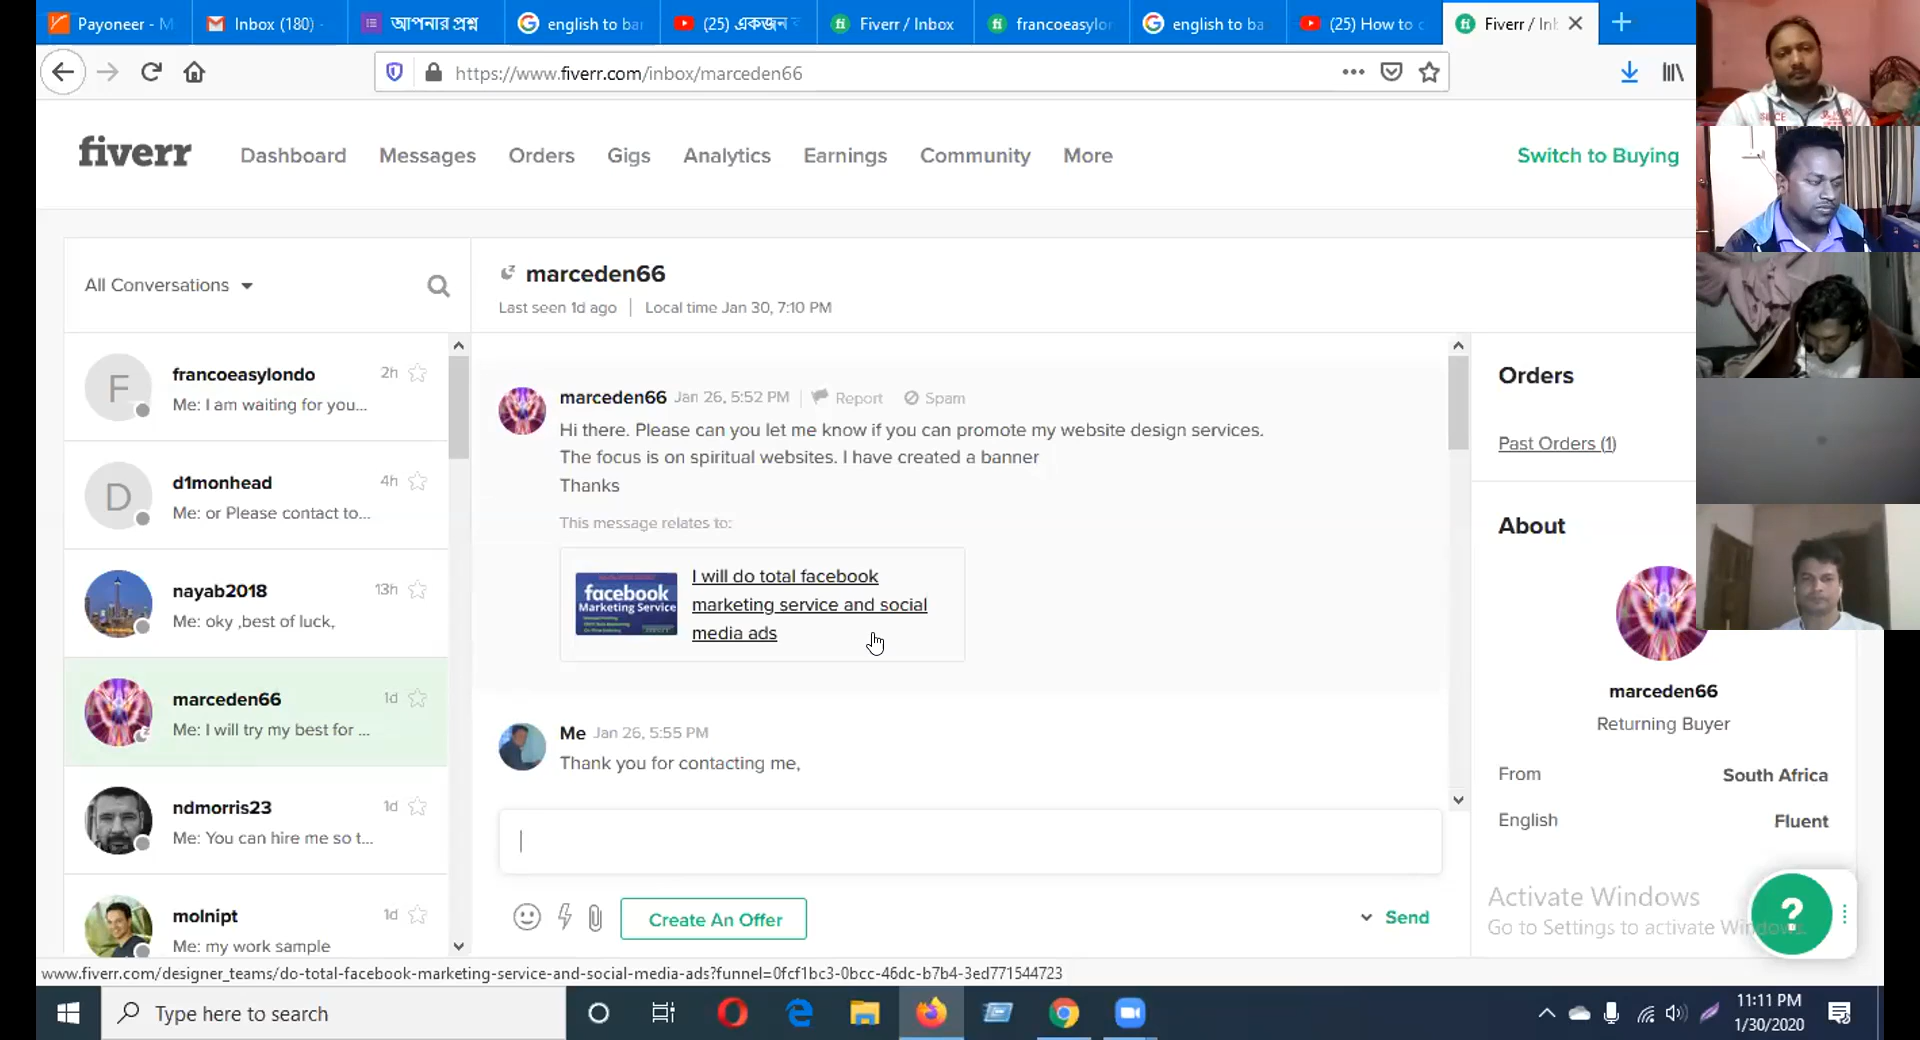 Payoneer - M
Inbox (180) -
আপনার প্রশ্ন
english to ba
(25) একজন
Fiverr / Inbox
francoeasylo
english to ba
(25) How to c
Fiverr / Inb
https://www.fiverr.com/inbox/marceden66
fiverr
Dashboard
Messages
Orders
Gigs
Analytics
Earnings
Community
More
Switch to Buying
All Conversations
marceden66
Last seen 1d ago | Local time Jan 30, 7:10 PM
F
francoeasylondo
2h
Me: I am waiting for you...
D
d1monhead
4h
Me: or Please contact to...
nayab2018
13h
Me: oky ,best of luck,
marceden66
1d
Me: I will try my best for ...
ndmorris23
1d
Me: You can hire me so t...
molnipt
1d
Me: my work sample
marceden66 Jan 26, 5:52 PM | Report Spam
Hi there. Please can you let me know if you can promote my website design services.
The focus is on spiritual websites. I have created a banner
Thanks
This message relates to:
facebook
Marketing Service
I will do total facebook
marketing service and social
media ads
Me Jan 26, 5:55 PM
Thank you for contacting me,
Create An Offer
Send
Orders
Past Orders (1)
About
marceden66
Returning Buyer
From South Africa
English Fluent
Activate Windows
Go to Settings to activate Windows.
?
www.fiverr.com/designer_teams/do-total-facebook-marketing-service-and-social-media-ads?funnel=0fcf1bc3-0bcc-46dc-b7b4-3ed771544723
Type here to search
11:11 PM
1/30/2020